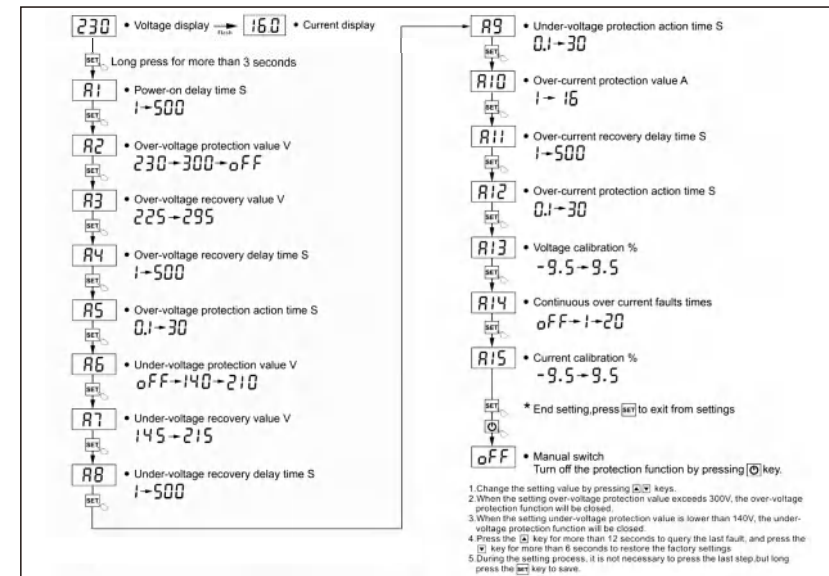 230 • Voltage display flash 16.0 • Current display
SET Long press for more than 3 seconds
A1 • Power-on delay time S
1→500
SET
A2 • Over-voltage protection value V
230→300→oFF
SET
A3 • Over-voltage recovery value V
225→295
SET
A4 • Over-voltage recovery delay time S
1→500
SET
A5 • Over-voltage protection action time S
0.1→30
SET
A6 • Under-voltage protection value V
oFF→140→210
SET
A7 • Under-voltage recovery value V
145→215
SET
A8 • Under-voltage recovery delay time S
1→500
SET
A9 • Under-voltage protection action time S
0.1→30
SET
A10 • Over-current protection value A
1→16
SET
A11 • Over-current recovery delay time S
1→500
SET
A12 • Over-current protection action time S
0.1→30
SET
A13 • Voltage calibration %
-9.5→9.5
SET
A14 • Continuous over current faults times
oFF→1→20
SET
A15 • Current calibration %
-9.5→9.5
SET * End setting,press SET to exit from settings
oFF • Manual switch
Turn off the protection function by pressing key.
1.Change the setting value by pressing ▲▼ keys.
2.When the setting over-voltage protection value exceeds 300V, the over-voltage
protection function will be closed.
3.When the setting under-voltage protection value is lower than 140V, the under-
voltage protection function will be closed.
4.Press the ▲ key for more than 12 seconds to query the last fault, and press the
▼ key for more than 6 seconds to restore the factory settings
5.During the setting process, it is not necessary to press the last step,but long
press the SET key to save.